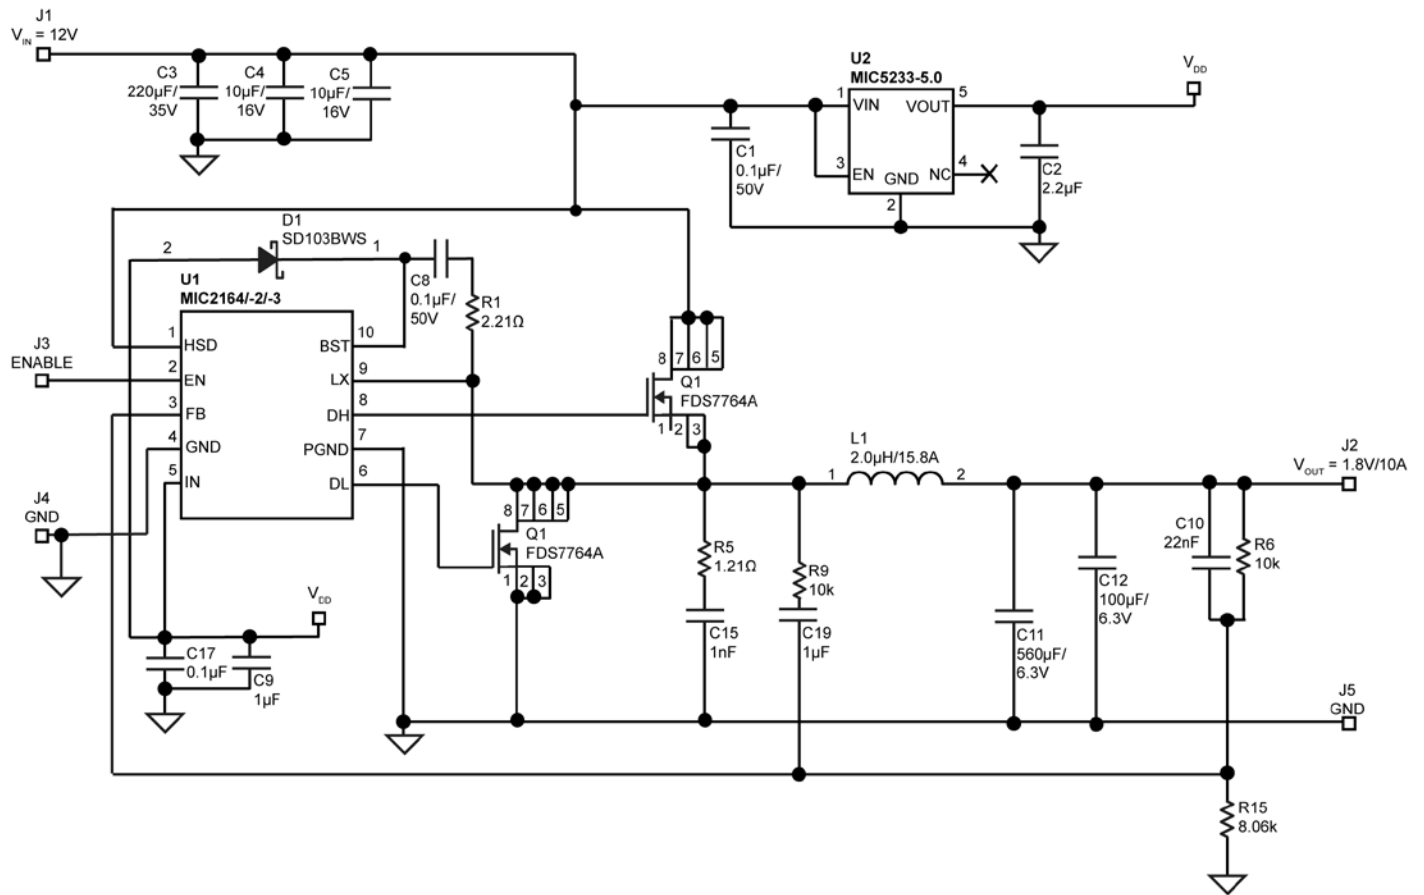 J1
V_IN = 12V
C3
220µF/
35V
C4
10µF/
16V
C5
10µF/
16V
U2
MIC5233-5.0
1
VIN
VOUT
5
3
EN
GND
NC
4
2
C1
0.1µF/
50V
C2
2.2µF
V_DD
D1
SD103BWS
2
1
C8
0.1µF/
50V
R1
2.21Ω
U1
MIC2164/-2/-3
1
HSD
2
EN
3
FB
4
GND
5
IN
10
BST
9
LX
8
DH
7
PGND
6
DL
J3
ENABLE
J4
GND
8
7
6
5
Q1
FDS7764A
1
2
3
8
7
6
5
Q1
FDS7764A
1
2
3
L1
2.0µH/15.8A
1
2
J2
V_OUT = 1.8V/10A
R5
1.21Ω
C15
1nF
R9
10k
C19
1µF
C11
560µF/
6.3V
C12
100µF/
6.3V
C10
22nF
R6
10k
V_DD
C17
0.1µF
C9
1µF
J5
GND
R15
8.06k